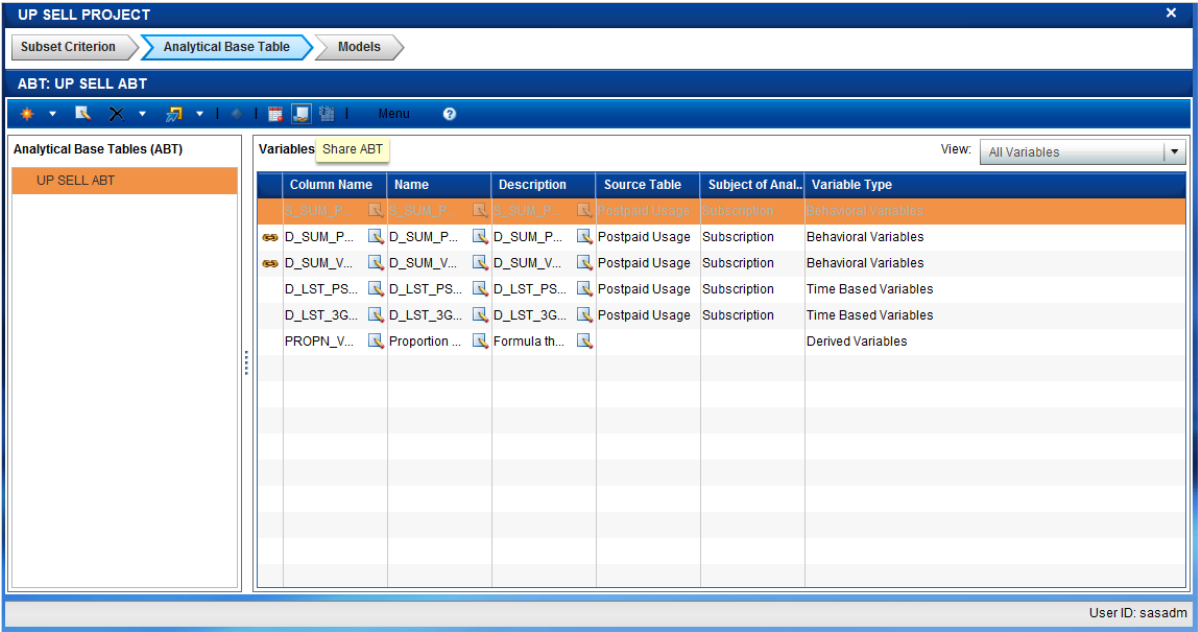 UP SELL PROJECT
Subset Criterion Analytical Base Table Models
ABT: UP SELL ABT
Menu
Analytical Base Tables (ABT) Variables Share ABT View: All Variables
UP SELL ABT
Column Name Name Description Source Table Subject of Anal... Variable Type
S_SUM_P... S_SUM_P... S_SUM_P... Postpaid Usage Subscription Behavioral Variables
D_SUM_P... D_SUM_P... D_SUM_P... Postpaid Usage Subscription Behavioral Variables
D_SUM_V... D_SUM_V... D_SUM_V... Postpaid Usage Subscription Behavioral Variables
D_LST_PS... D_LST_PS... D_LST_PS... Postpaid Usage Subscription Time Based Variables
D_LST_3G... D_LST_3G... D_LST_3G... Postpaid Usage Subscription Time Based Variables
PROPN_V... Proportion ... Formula th... Derived Variables
User ID: sasadm